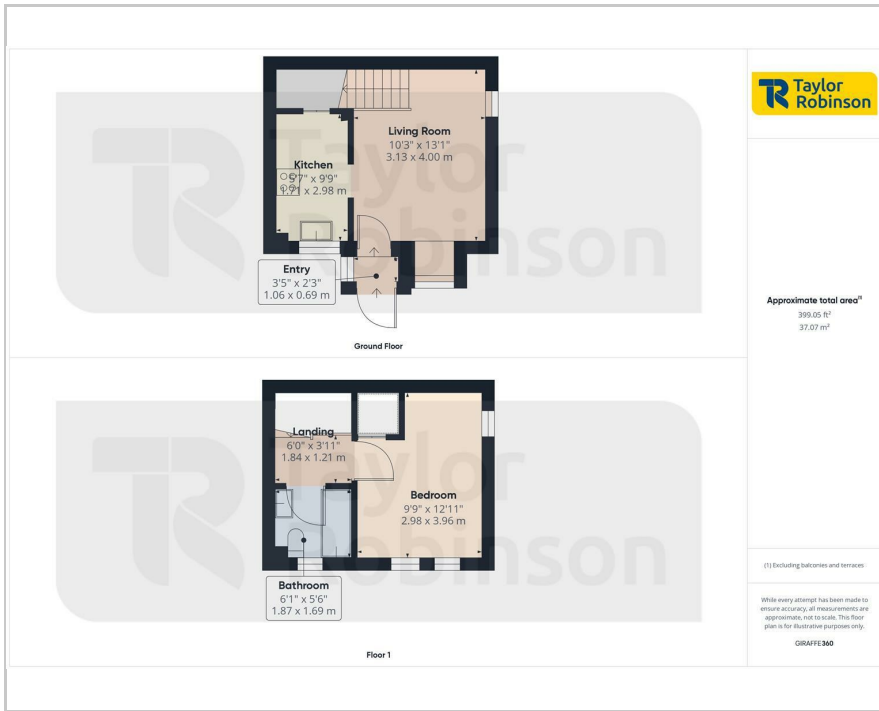 Taylor
Robinson
Living Room
10'3" x 13'1"
3.13 x 4.00 m
Kitchen
5'7" x 9'9"
1.71 x 2.98 m
Entry
3'5" x 2'3"
1.06 x 0.69 m
Ground Floor
Taylor
Robinson
Landing
6'0" x 3'11"
1.84 x 1.21 m
Bedroom
9'9" x 12'11"
2.98 x 3.96 m
Bathroom
6'1" x 5'6"
1.87 x 1.69 m
Floor 1
Taylor
Robinson
Approximate total area⁽¹⁾
399.05 ft²
37.07 m²
(1) Excluding balconies and terraces
While every attempt has been made to
ensure accuracy, all measurements are
approximate, not to scale. This floor
plan is for illustrative purposes only.
GIRAFFE360